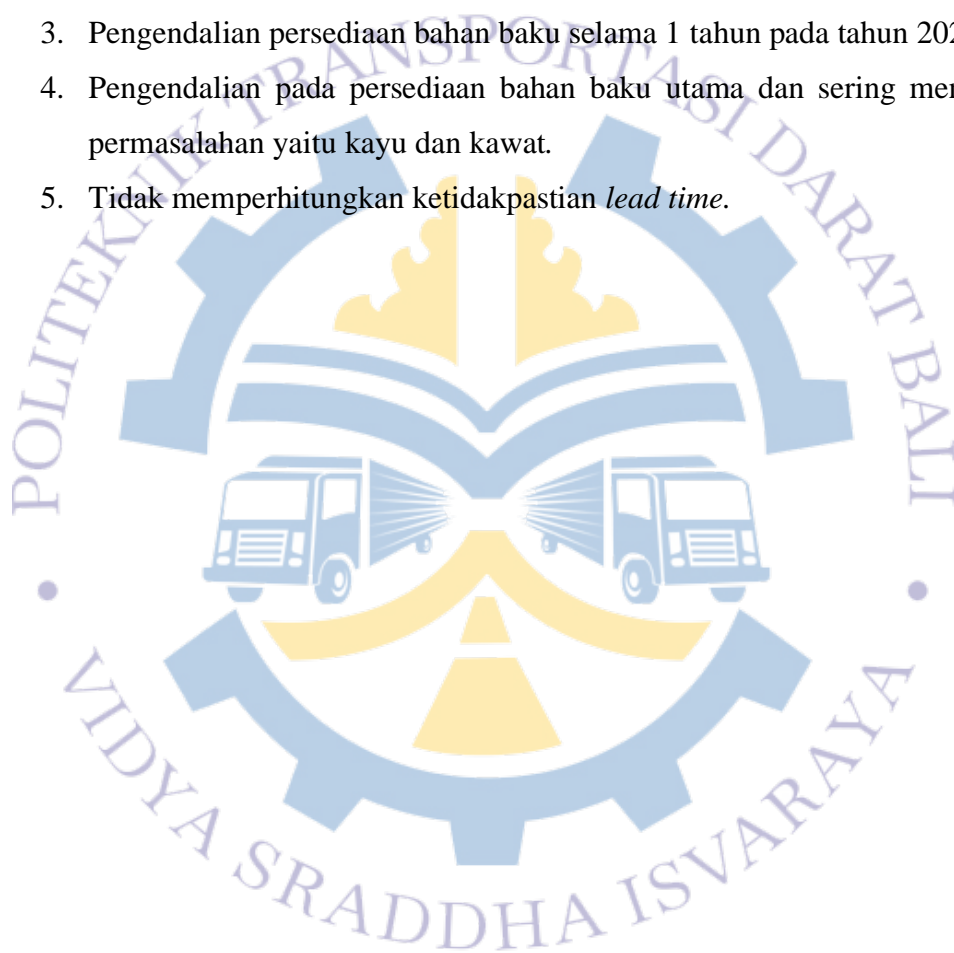 3. Pengendalian persediaan bahan baku selama 1 tahun pada tahun
4. Pengendalian pada persediaan bahan baku utama dan sering
permasalahan yaitu kayu dan kawat.
5. Tidak memperhitungkan ketidakpastian lead time.
POLITEKNIK TRANSPORTASI DARAT BALI
VIDYA SRADDHA ISVARAYA